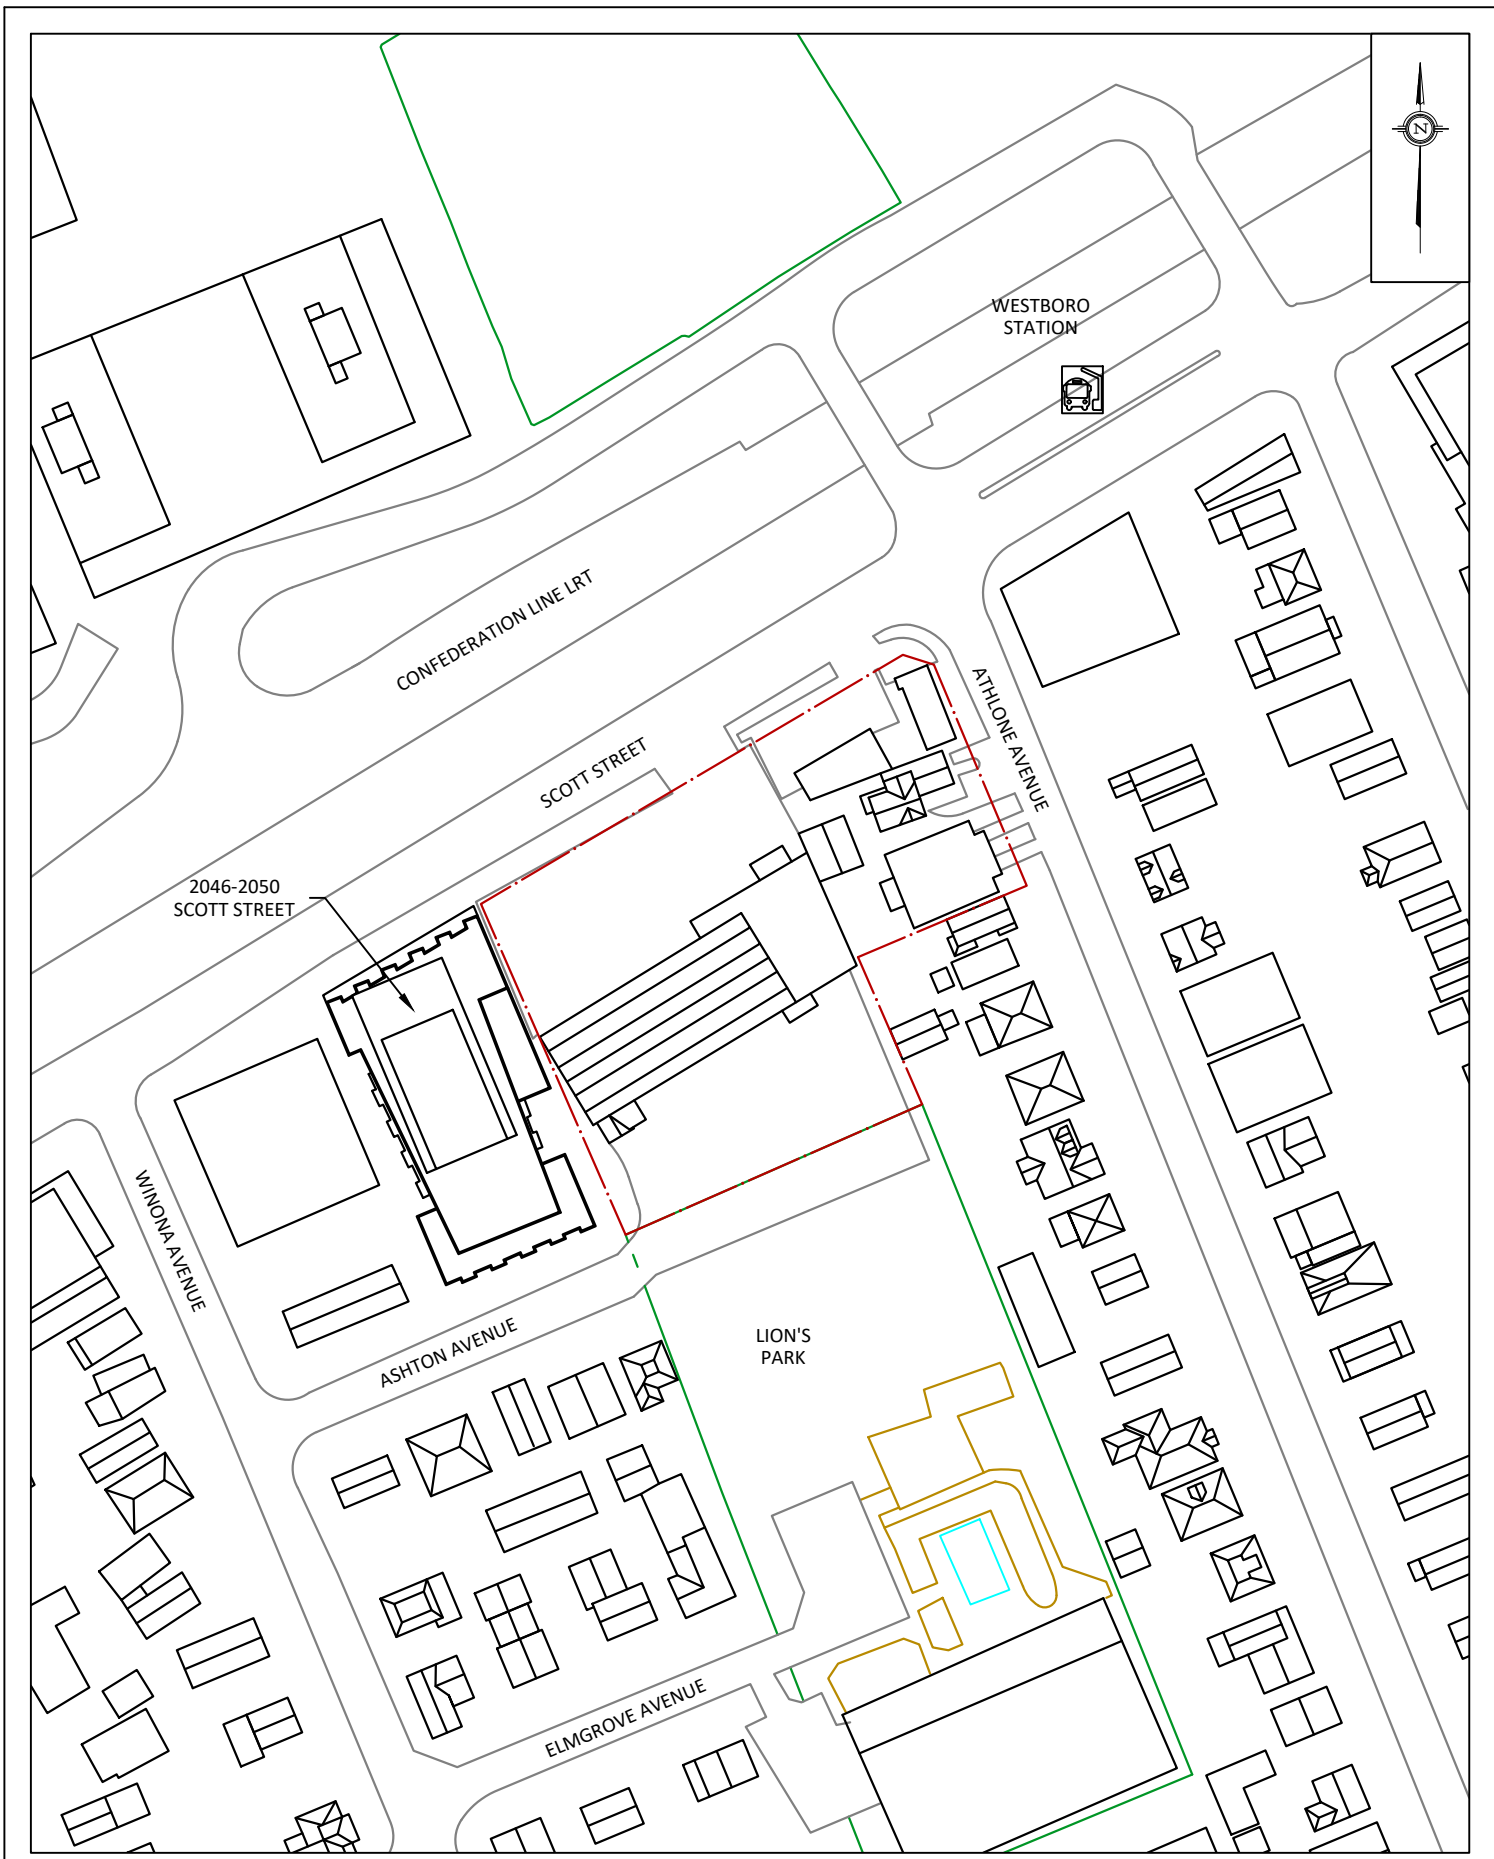 N
WESTBORO
STATION
CONFEDERATION LINE LRT
SCOTT STREET
ATHLONE AVENUE
2046-2050
SCOTT STREET
WINONA AVENUE
ASHTON AVENUE
LION'S
PARK
ELMGROVE AVENUE